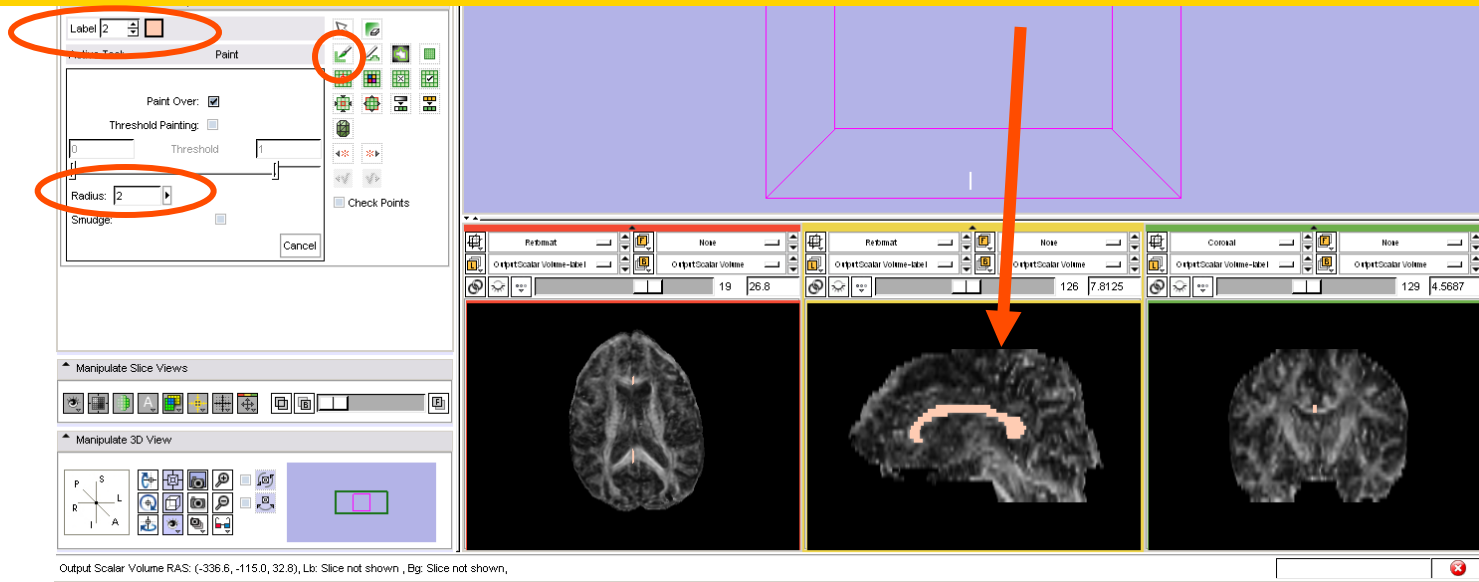 Label 2
Active Tool: Paint
Paint Over:
Threshold Painting:
0 Threshold 1
Radius: 2
Smudge:
Cancel
Check Points
Reformat None
OutputScalar Volume-label OutputScalar Volume
19 26.8
Reformat None
OutputScalar Volume-label OutputScalar Volume
126 7.8125
Coronal None
OutputScalar Volume-label OutputScalar Volume
129 4.5687
Manipulate Slice Views
Manipulate 3D View
P S
R L
I A
Output Scalar Volume RAS: (-336.6, -115.0, 32.8), Lb: Slice not shown , Bg: Slice not shown,